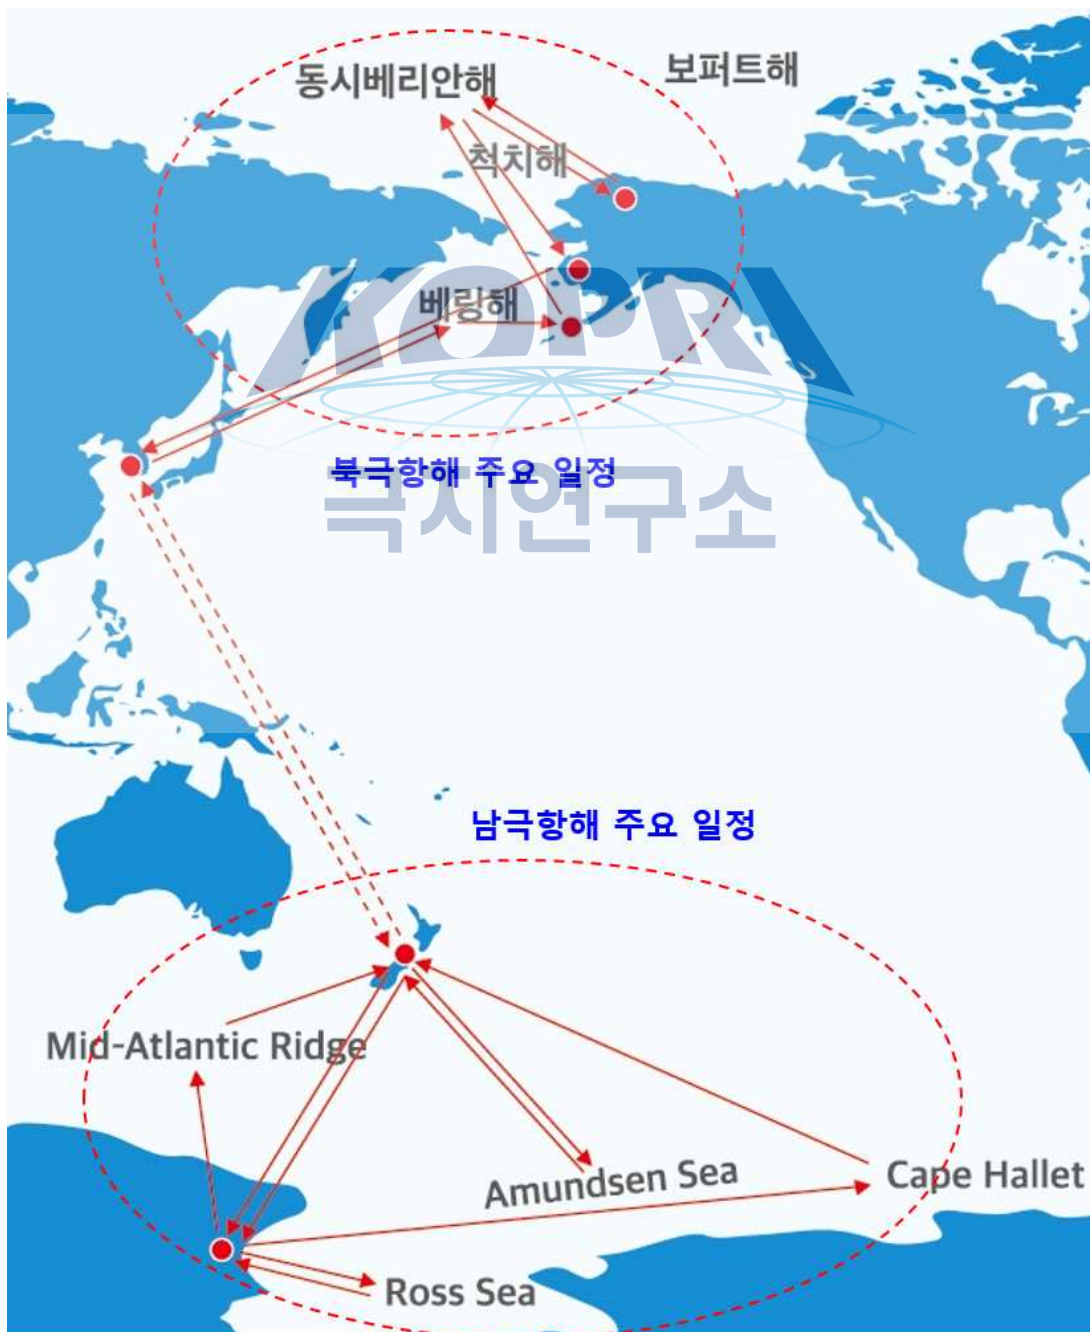 동시베리안해
보퍼트해
척치해
베링해
KOPRI
북극항해 주요 일정
극지연구소
남극항해 주요 일정
Mid-Atlantic Ridge
Amundsen Sea
Cape Hallet
Ross Sea